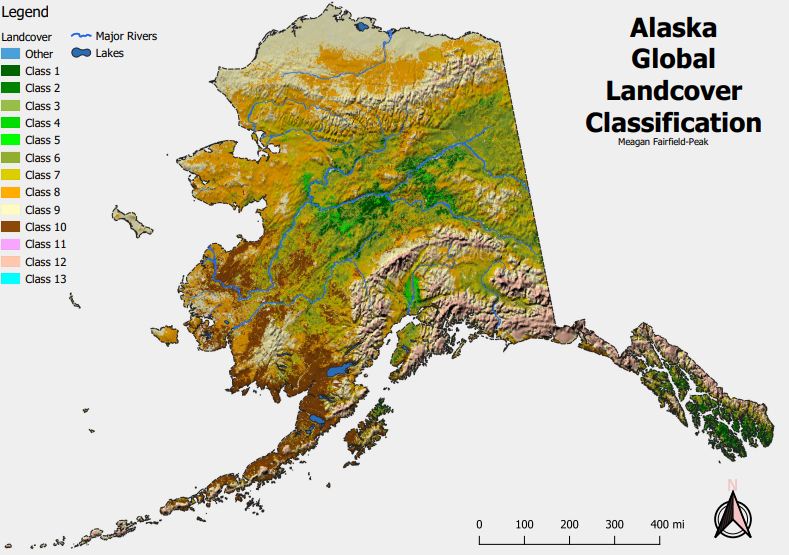 Legend
Landcover
Other
Class 1
Class 2
Class 3
Class 4
Class 5
Class 6
Class 7
Class 8
Class 9
Class 10
Class 11
Class 12
Class 13
Major Rivers
Lakes
Alaska
Global
Landcover
Classification
Meagan Fairfield-Peak
N
0 100 200 300 400 mi